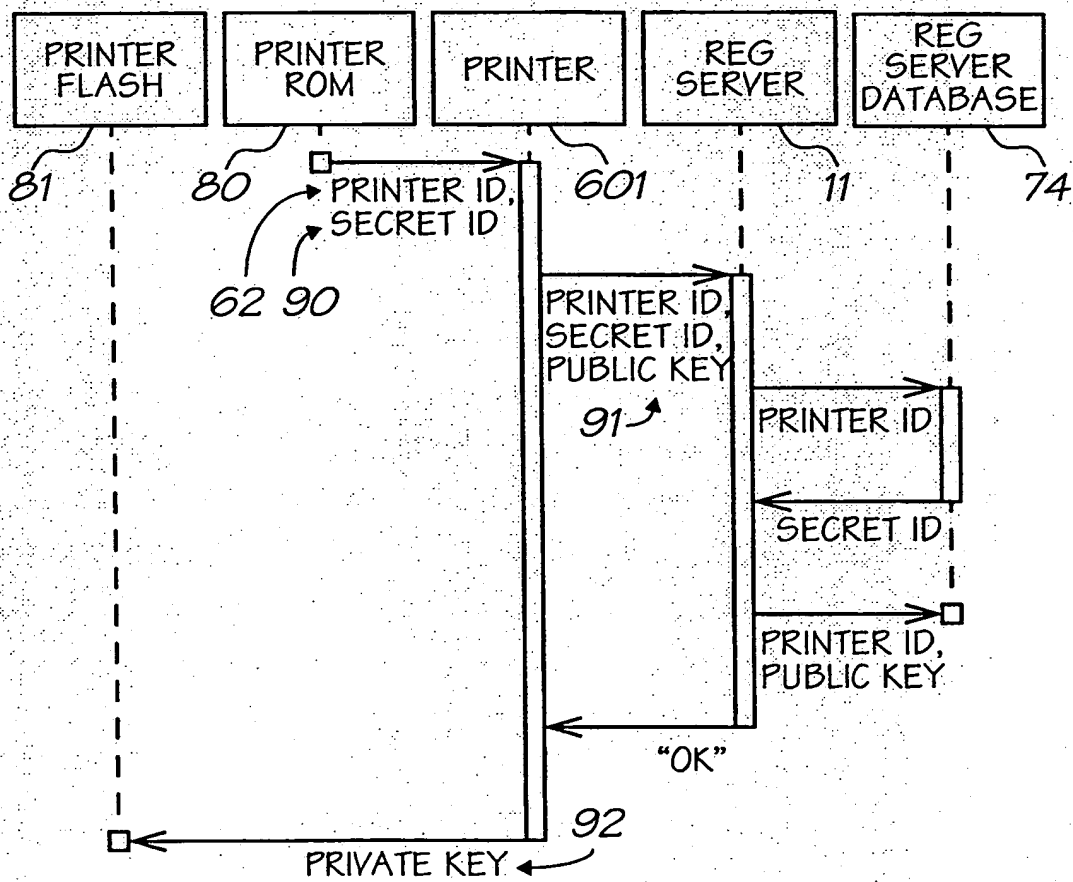 PRINTER
FLASH
PRINTER
ROM
PRINTER
REG
SERVER
REG
SERVER
DATABASE
81
80
601
11
74
PRINTER ID,
SECRET ID
62 90
PRINTER ID,
SECRET ID,
PUBLIC KEY
91
PRINTER ID
SECRET ID
PRINTER ID,
PUBLIC KEY
“OK”
92
PRIVATE KEY